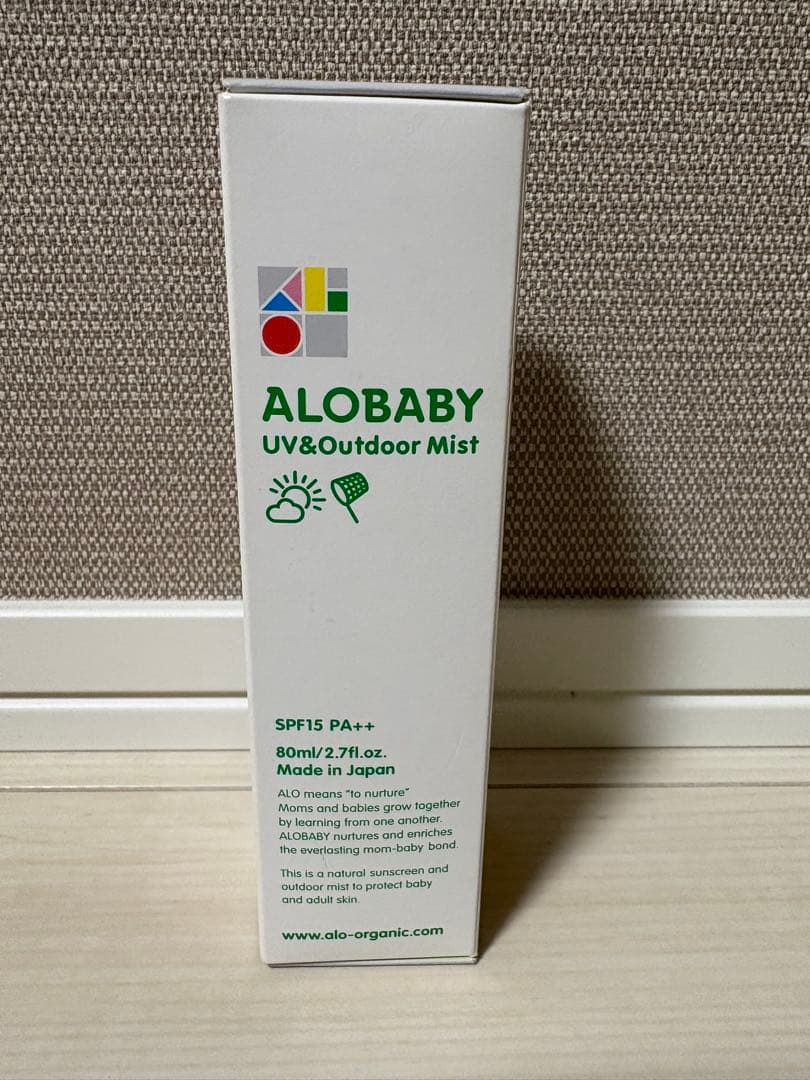 ALOBABY
UV&Outdoor Mist
SPF15 PA++
80ml/2.7fl.oz.
Made in Japan
ALO means "to nurture"
Moms and babies grow together
by learning from one another.
ALOBABY nurtures and enriches
the everlasting mom-baby bond.
This is a natural sunscreen and
outdoor mist to protect baby
and adult skin.
www.alo-organic.com